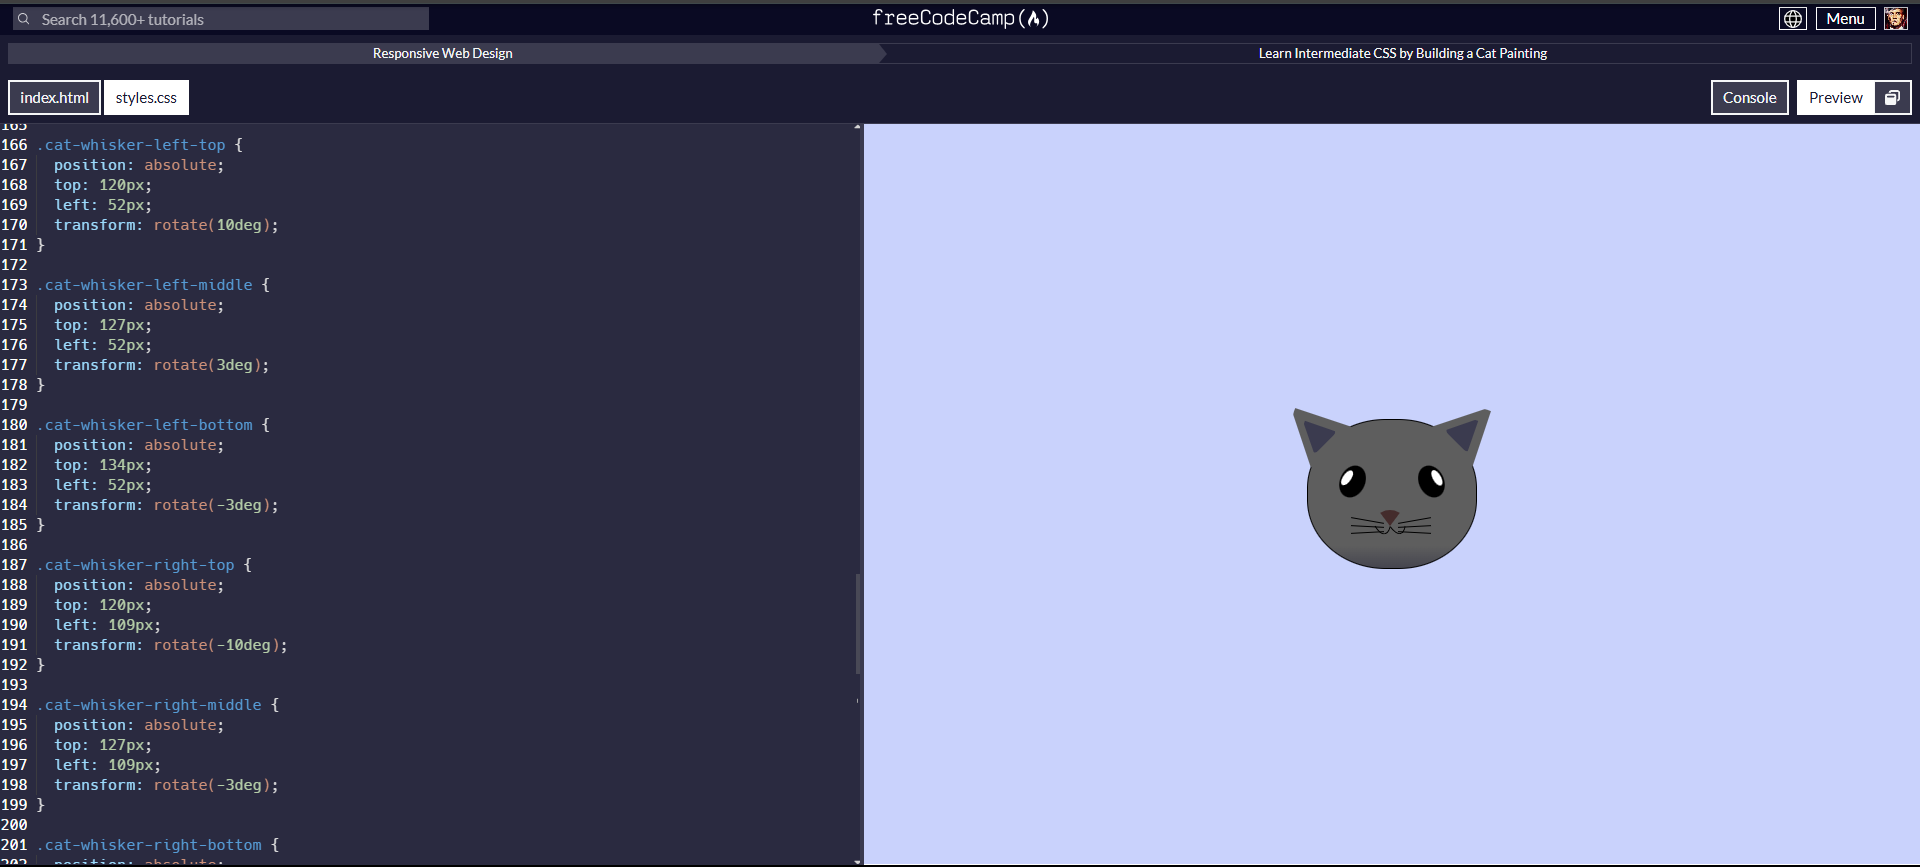 Search 11,600+ tutorials
freeCodeCamp
Menu
Responsive Web Design
Learn Intermediate CSS by Building a Cat Painting
index.html
styles.css
Console
Preview
165
166 .cat-whisker-left-top {
167 position: absolute;
168 top: 120px;
169 left: 52px;
170 transform: rotate(10deg);
171 }
172
173 .cat-whisker-left-middle {
174 position: absolute;
175 top: 127px;
176 left: 52px;
177 transform: rotate(3deg);
178 }
179
180 .cat-whisker-left-bottom {
181 position: absolute;
182 top: 134px;
183 left: 52px;
184 transform: rotate(-3deg);
185 }
186
187 .cat-whisker-right-top {
188 position: absolute;
189 top: 120px;
190 left: 109px;
191 transform: rotate(-10deg);
192 }
193
194 .cat-whisker-right-middle {
195 position: absolute;
196 top: 127px;
197 left: 109px;
198 transform: rotate(-3deg);
199 }
200
201 .cat-whisker-right-bottom {
202 position: absolute;